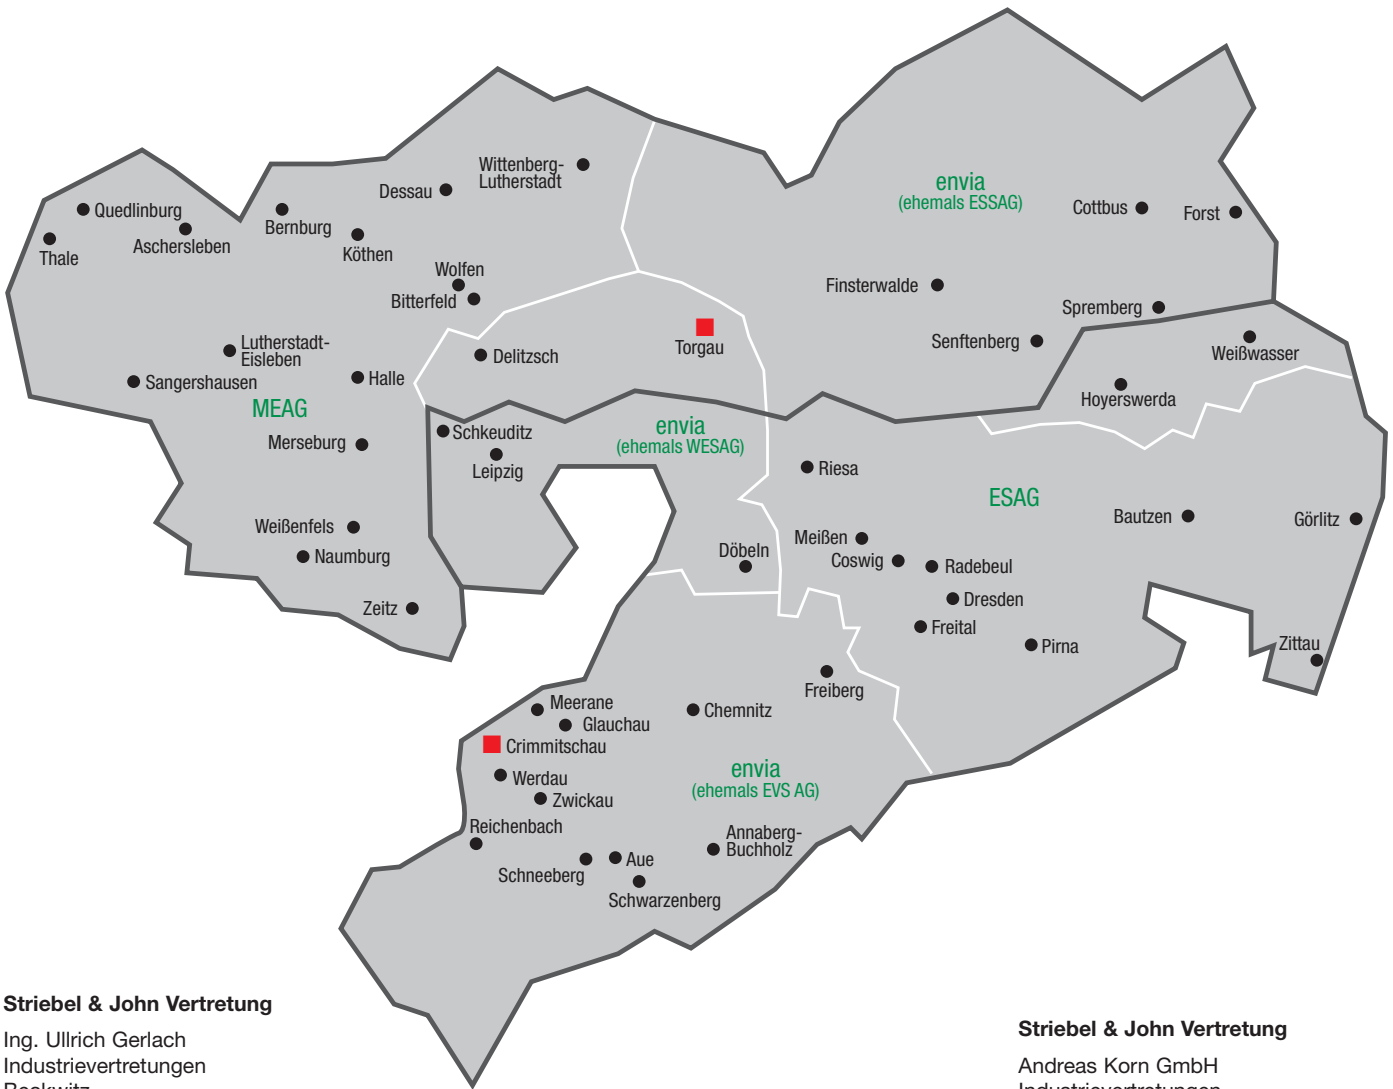 Wittenberg-
Lutherstadt
Dessau
envia
(ehemals ESSAG)
Cottbus
Forst
Quedlinburg
Bernburg
Aschersleben
Thale
Köthen
Wolfen
Bitterfeld
Finsterwalde
Spremberg
Lutherstadt-
Eisleben
Delitzsch
Torgau
Senftenberg
Weißwasser
Sangershausen
Halle
Hoyerswerda
MEAG
Merseburg
Schkeuditz
Leipzig
envia
(ehemals WESAG)
Riesa
ESAG
Weißenfels
Naumburg
Meißen
Bautzen
Görlitz
Döbeln
Coswig
Radebeul
Zeitz
Dresden
Freital
Pirna
Zittau
Freiberg
Meerane
Glauchau
Chemnitz
Crimmitschau
Werdau
Zwickau
envia
(ehemals EVS AG)
Reichenbach
Annaberg-
Buchholz
Schneeberg
Aue
Schwarzenberg
Striebel & John Vertretung
Ing. Ullrich Gerlach
Industrievertretungen
Striebel & John Vertretung
Andreas Korn GmbH
Industrievertretungen